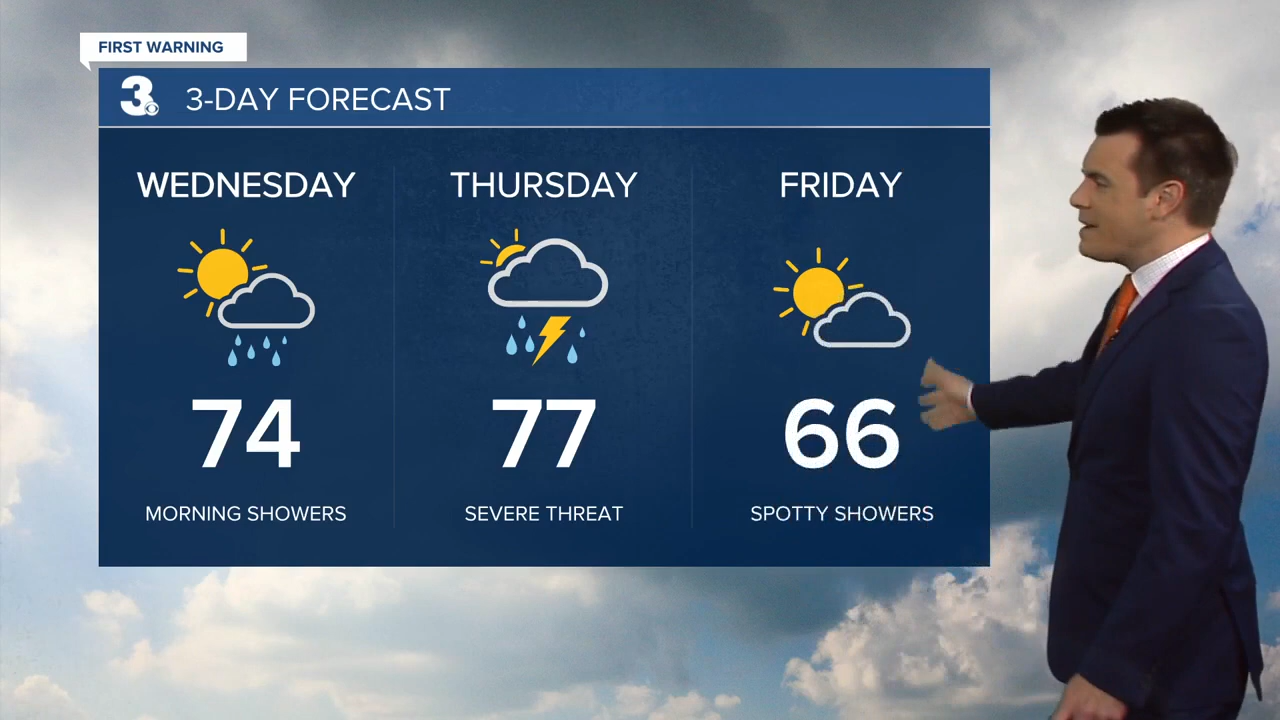 FIRST WARNING
3 3-DAY FORECAST
WEDNESDAY THURSDAY FRIDAY
74 77 66
MORNING SHOWERS SEVERE THREAT SPOTTY SHOWERS